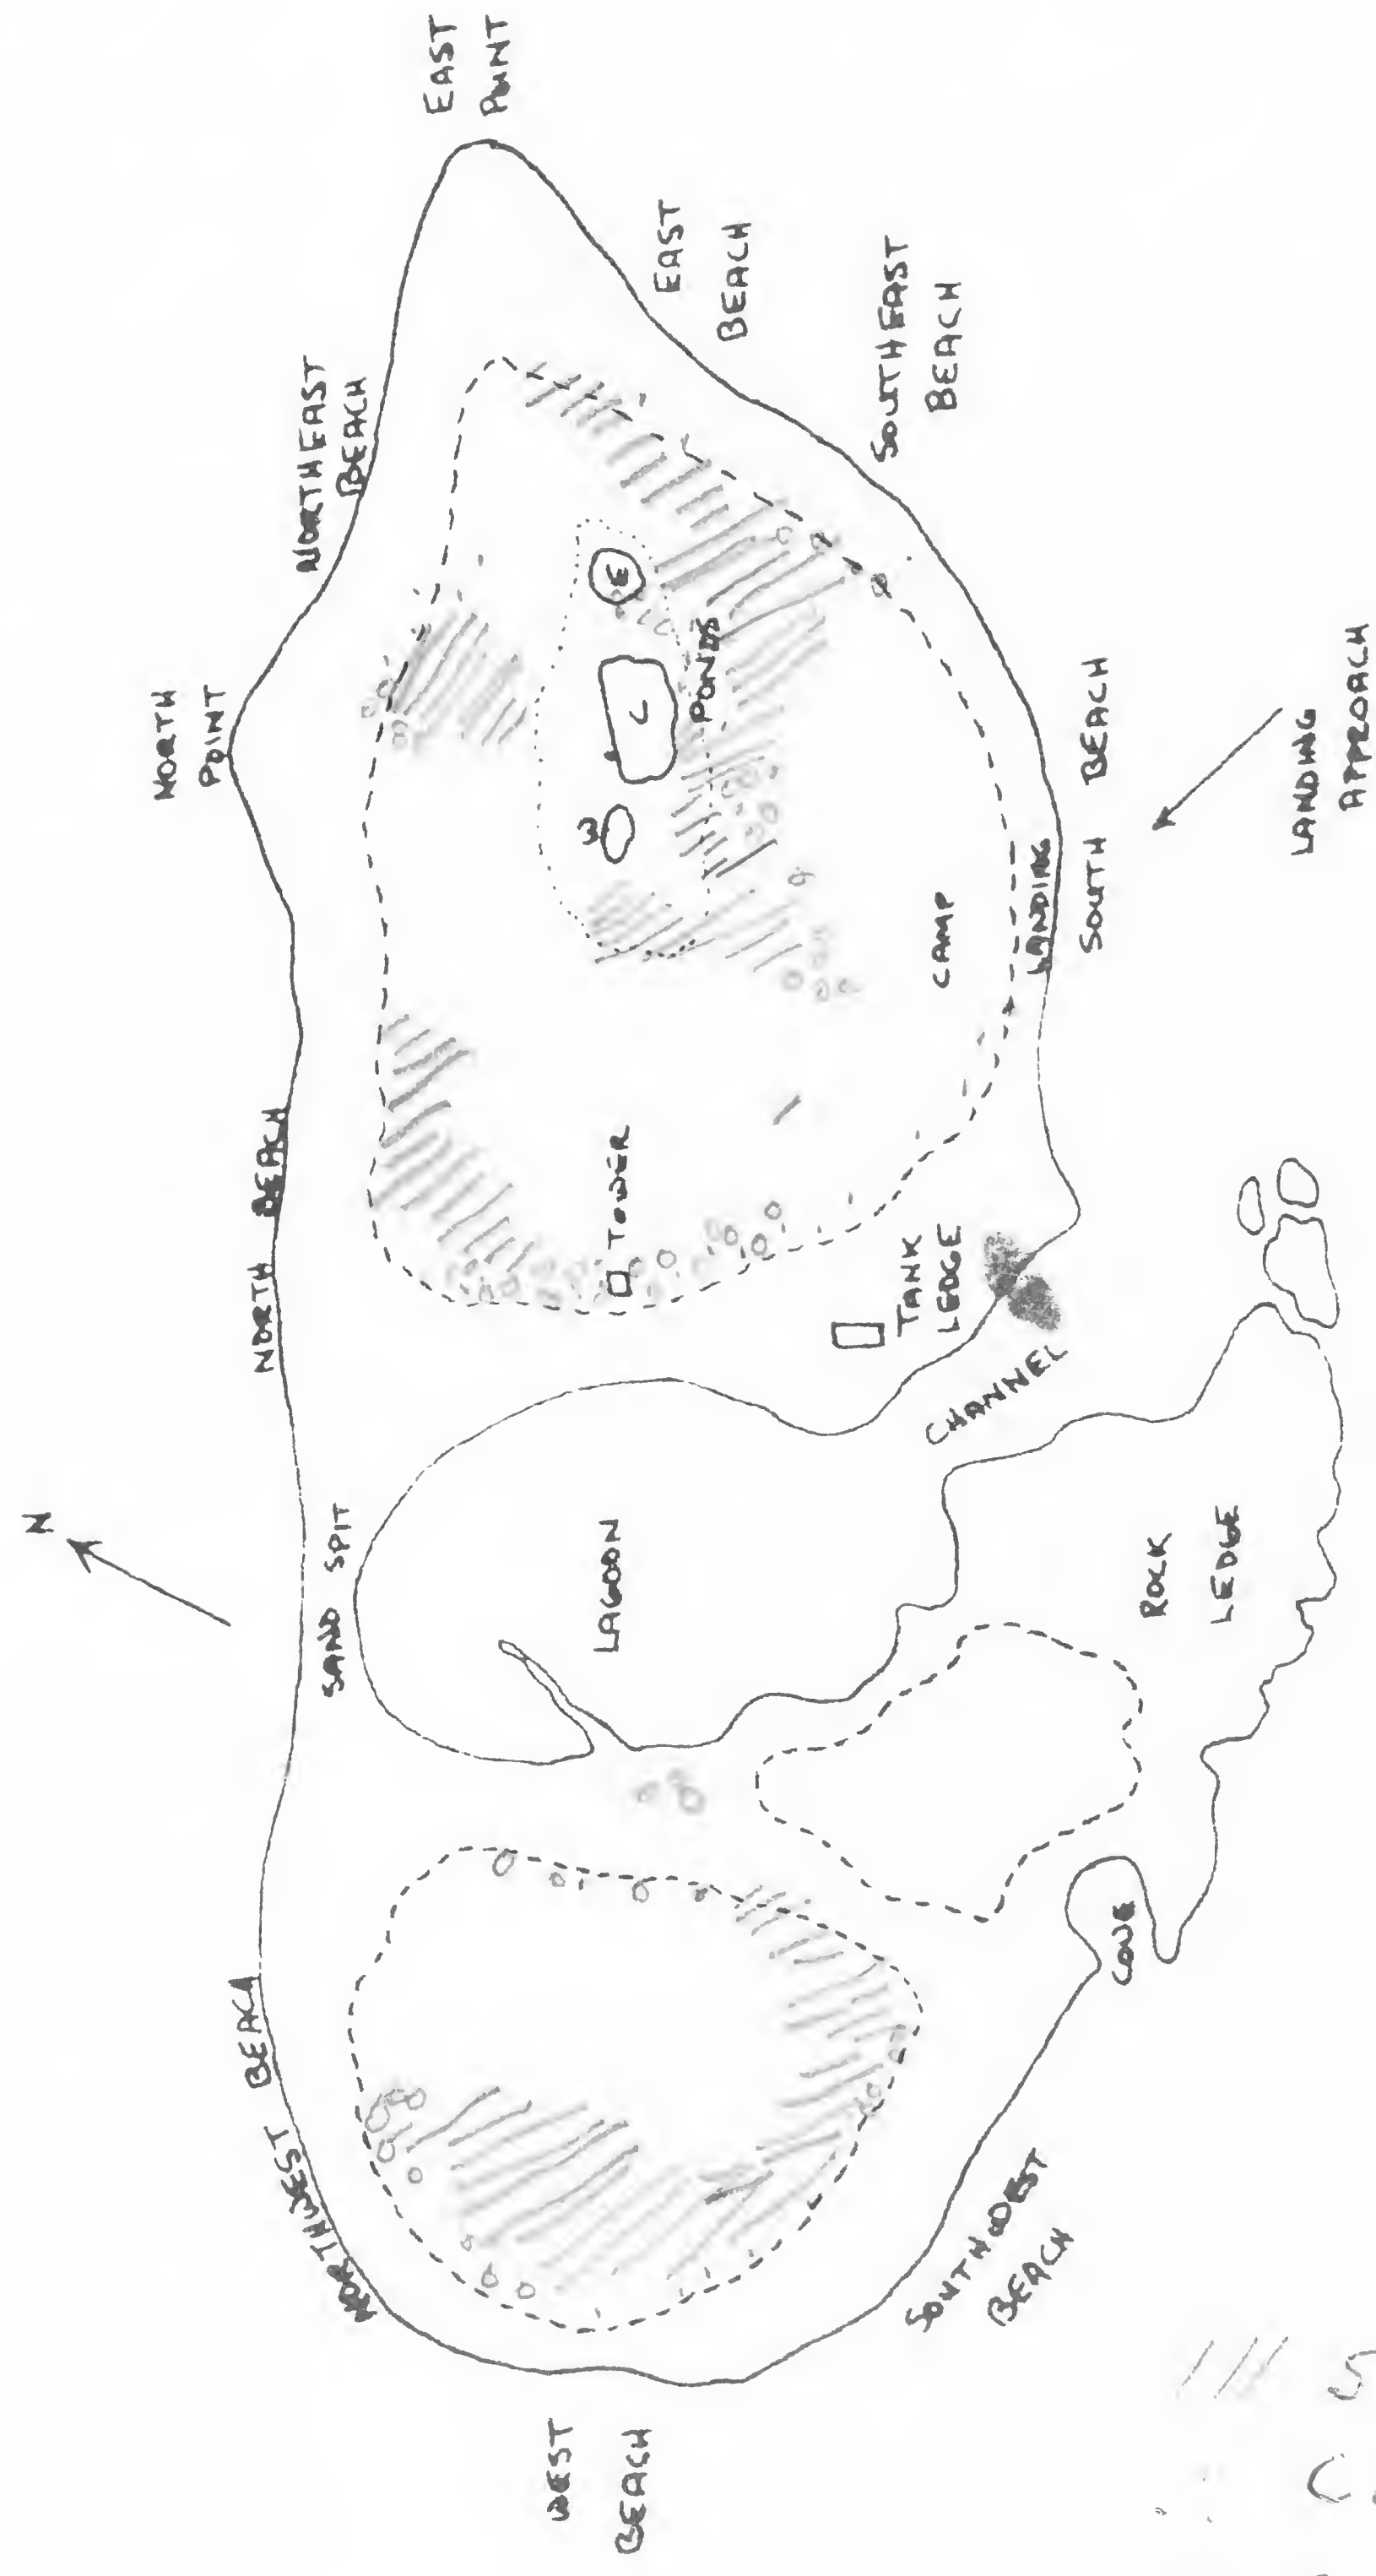 N
NORTH
POINT
NORTHEAST
BEACH
EAST
POINT
NORTHWEST BEACH
NORTH BEACH
SAND SPIT
EAST
BEACH
W
C
E
PONDS
TOWER
LAGOON
WEST
BEACH
SOUTHEAST
BEACH
TANK
LEDGE
CAMP
CHANNEL
LANDING
SOUTH BEACH
SOUTHWEST
BEACH
COVE
ROCK
LEDGE
LANDING
APPROACH